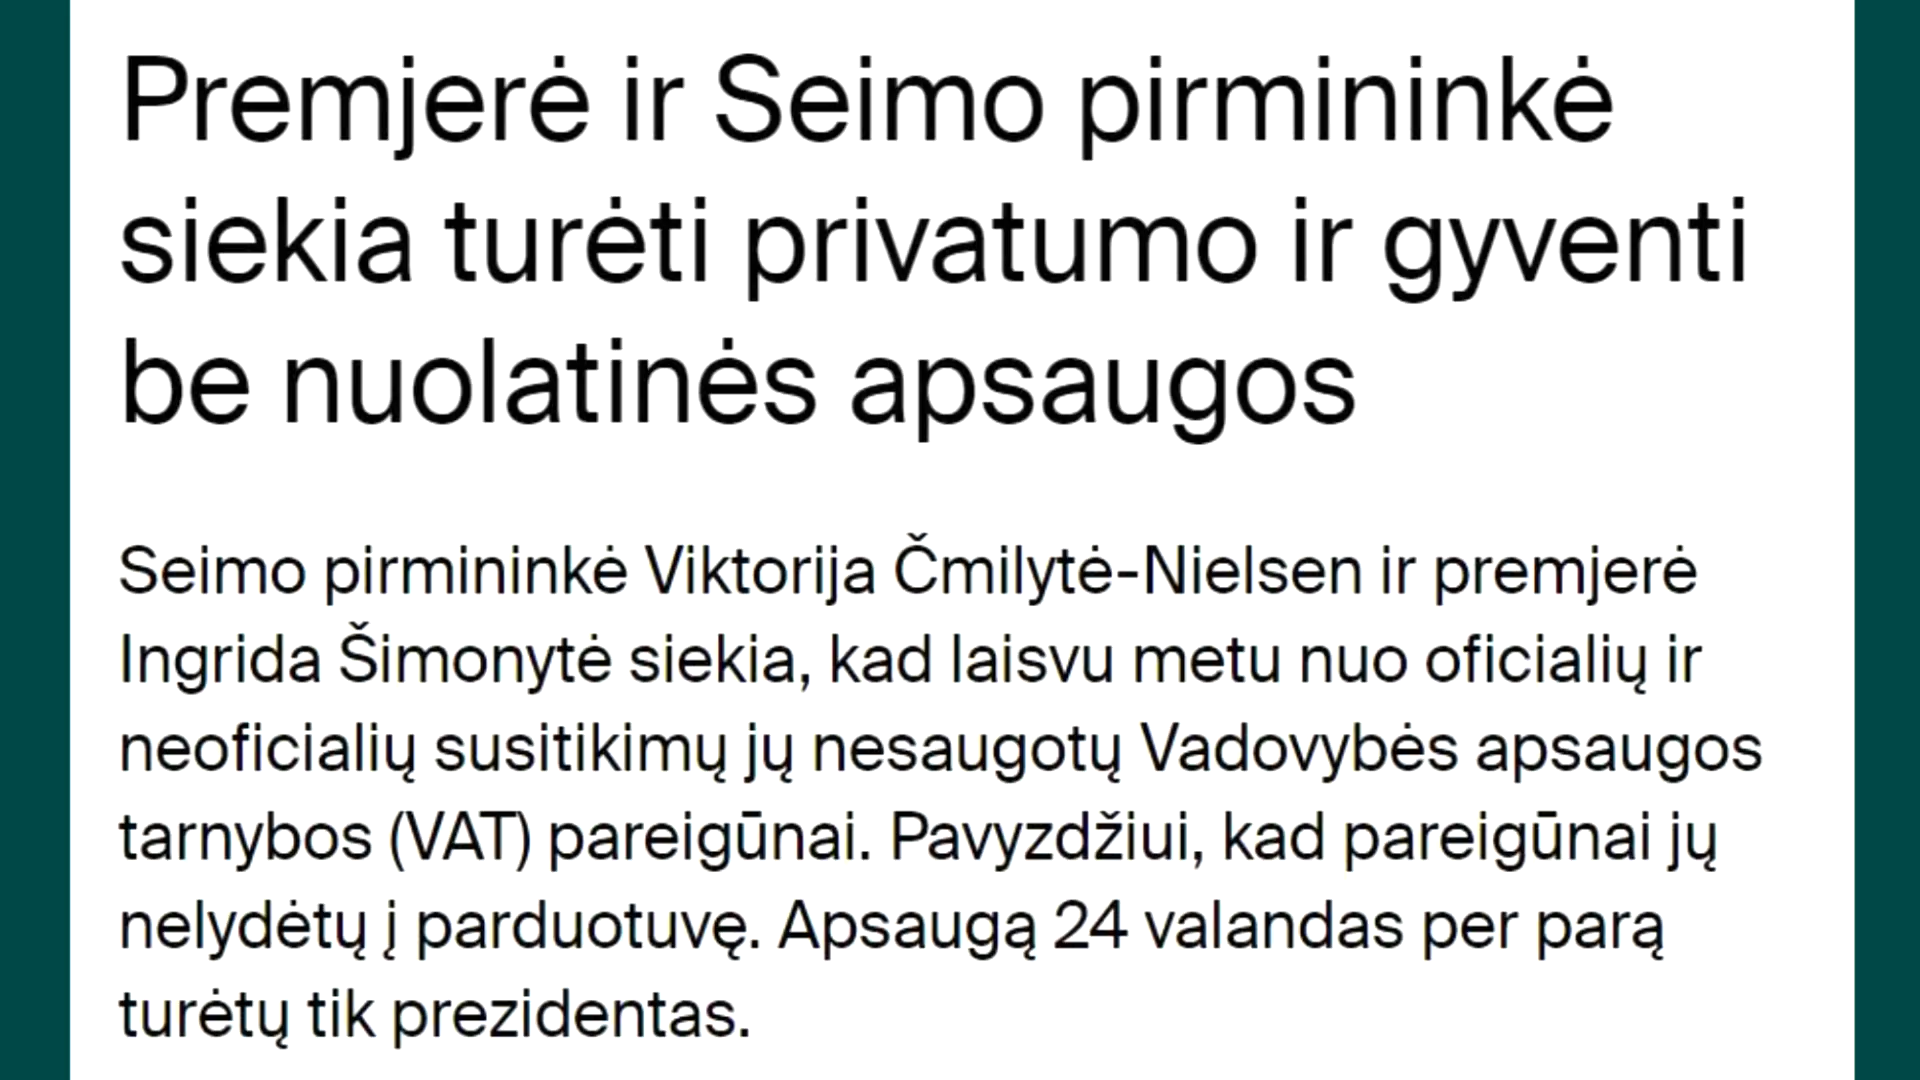 Premjerė ir Seimo pirmininkė
siekia turėti privatumo ir gyventi
be nuolatinės apsaugos
Seimo pirmininkė Viktorija Čmilytė-Nielsen ir premjerė
Ingrida Šimonytė siekia, kad laisvu metu nuo oficialių ir
neoficialių susitikimų jų nesaugotų Vadovybės apsaugos
tarnybos (VAT) pareigūnai. Pavyzdžiui, kad pareigūnai jų
nelydėtų į parduotuvę. Apsaugą 24 valandas per parą
turėtų tik prezidentas.